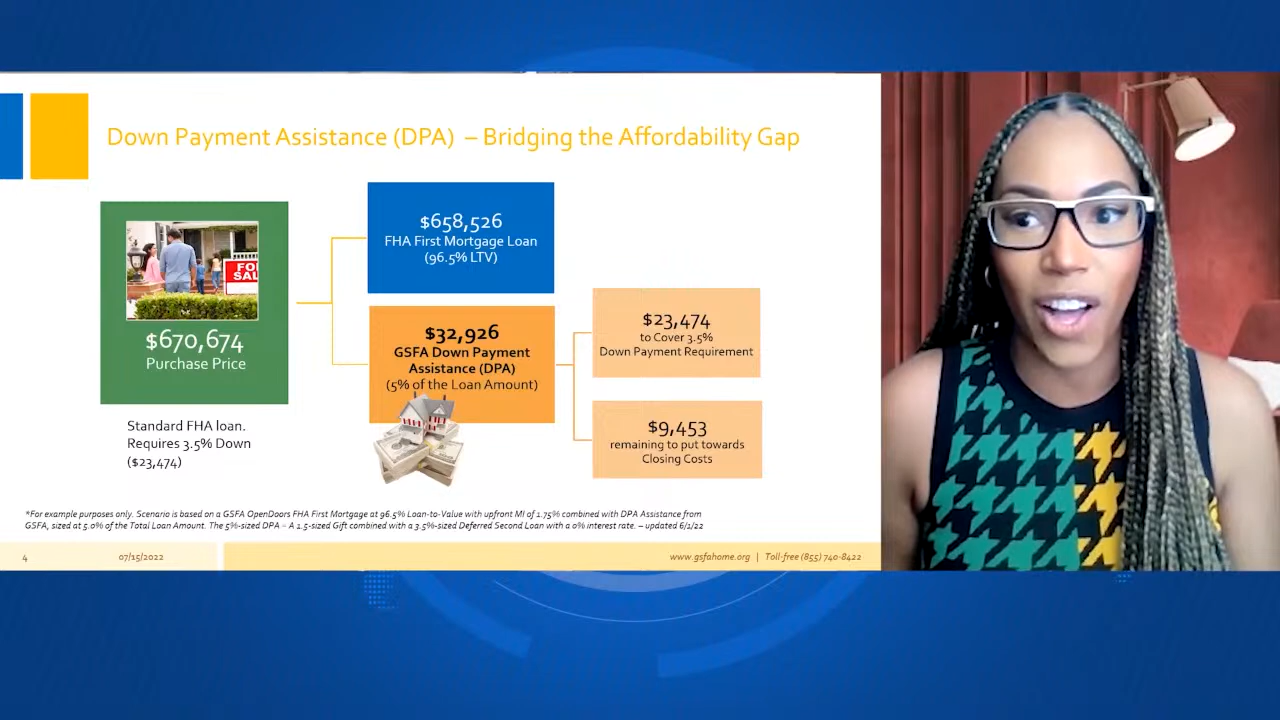 Down Payment Assistance (DPA) – Bridging the Affordability Gap
FOR
SAL
$670,674
Purchase Price
Standard FHA loan.
Requires 3.5% Down
($23,474)
$658,526
FHA First Mortgage Loan
(96.5% LTV)
$32,926
GSFA Down Payment
Assistance (DPA)
(5% of the Loan Amount)
$23,474
to Cover 3.5%
Down Payment Requirement
$9,453
remaining to put towards
Closing Costs
*For example purposes only. Scenario is based on a GSFA OpenDoors FHA First Mortgage at 96.5% Loan-to-Value with upfront MI of 1.75% combined with DPA Assistance from
GSFA, sized at 5.0% of the Total Loan Amount. The 5%-sized DPA – A 1.5-sized Gift combined with a 3.5%-sized Deferred Second Loan with a 0% interest rate. – updated 6/1/22
4 07/15/2022 www.gsfahome.org | Toll-free (855) 740-8422